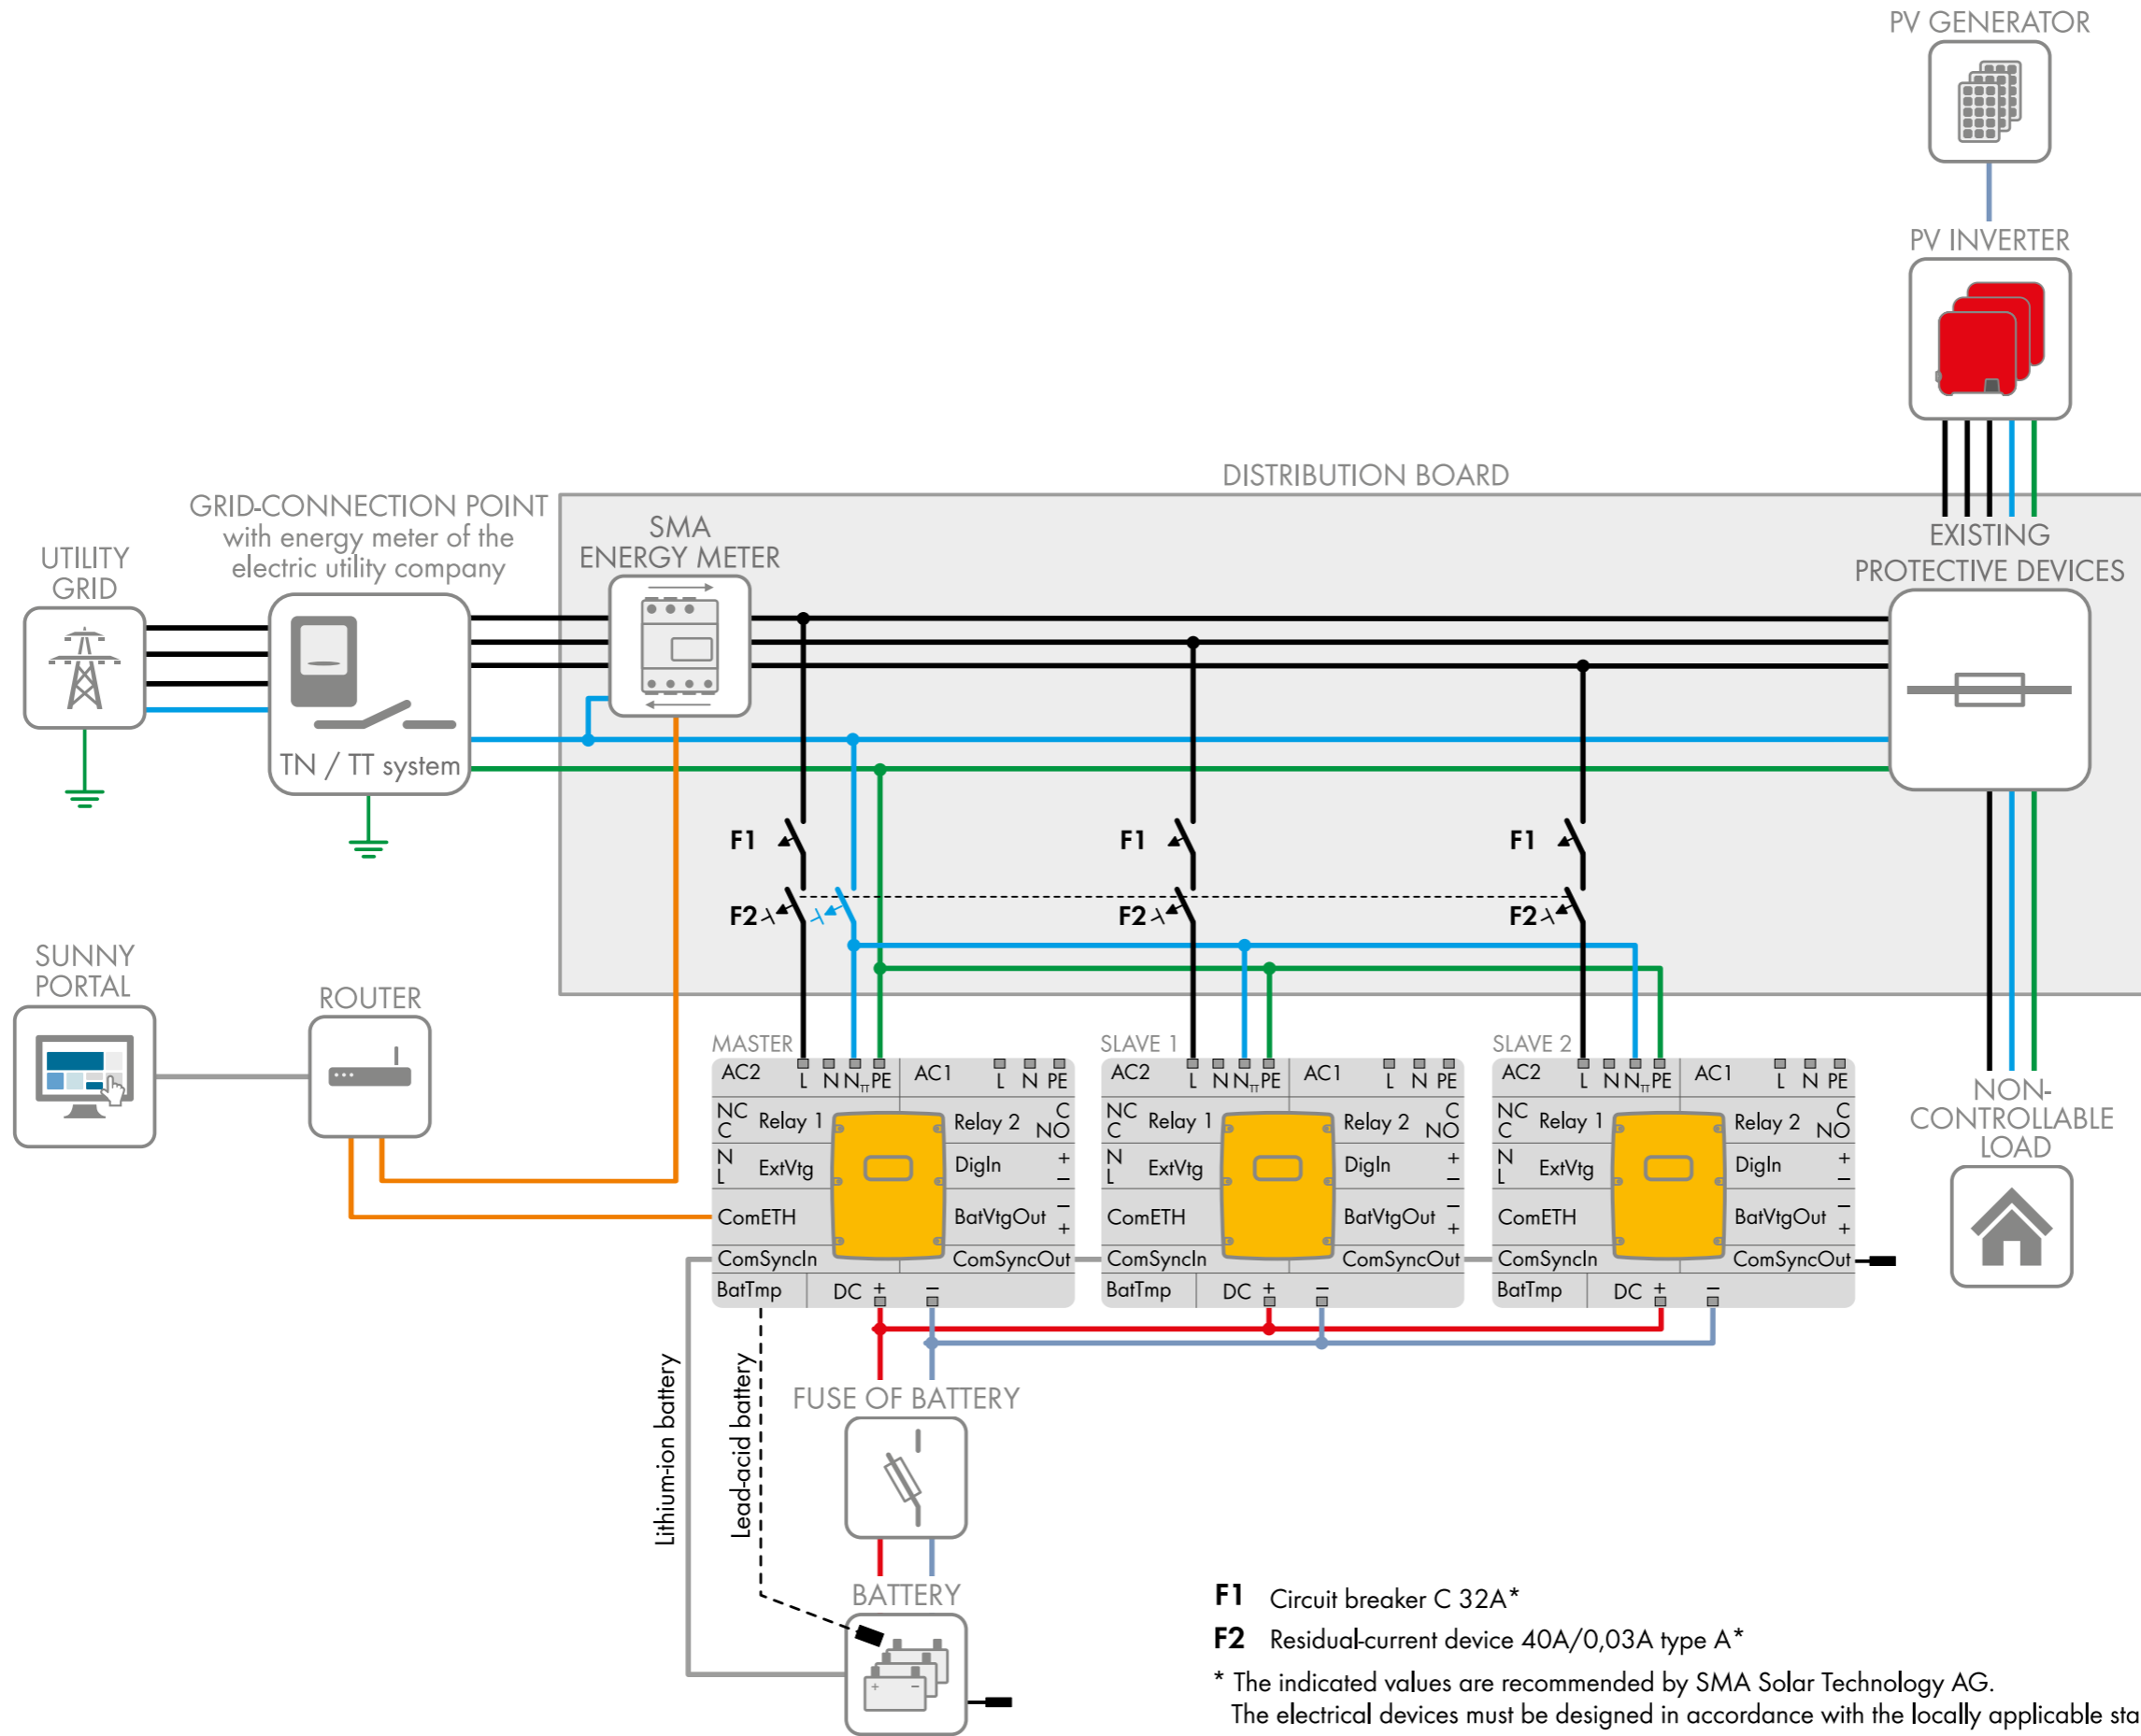 PV GENERATOR
PV INVERTER
DISTRIBUTION BOARD
GRID-CONNECTION POINT
with energy meter of the
electric utility company
SMA
ENERGY METER
UTILITY
GRID
EXISTING
PROTECTIVE DEVICES
TN / TT system
F1
F1
F1
F2
F2
F2
SUNNY
PORTAL
ROUTER
MASTER
AC2 L N NTT PE AC1 L N PE
NC
C
Relay 1
Relay 2
C
NO
N
L
ExtVtg
DigIn
+
–
ComETH
BatVtgOut
–
+
ComSyncIn
ComSyncOut
BatTmp
DC + –
SLAVE 1
AC2 L N NTT PE AC1 L N PE
NC
C
Relay 1
Relay 2
C
NO
N
L
ExtVtg
DigIn
+
–
ComETH
BatVtgOut
–
+
ComSyncIn
ComSyncOut
BatTmp
DC + –
SLAVE 2
AC2 L N NTT PE AC1 L N PE
NC
C
Relay 1
Relay 2
C
NO
N
L
ExtVtg
DigIn
+
–
ComETH
BatVtgOut
–
+
ComSyncIn
ComSyncOut
BatTmp
DC + –
NON-
CONTROLLABLE
LOAD
Lithium-ion battery
Lead-acid battery
FUSE OF BATTERY
BATTERY
+ –
F1 Circuit breaker C 32A*
F2 Residual-current device 40A/0,03A type A*
* The indicated values are recommended by SMA Solar Technology AG.
The electrical devices must be designed in accordance with the locally applicable sta